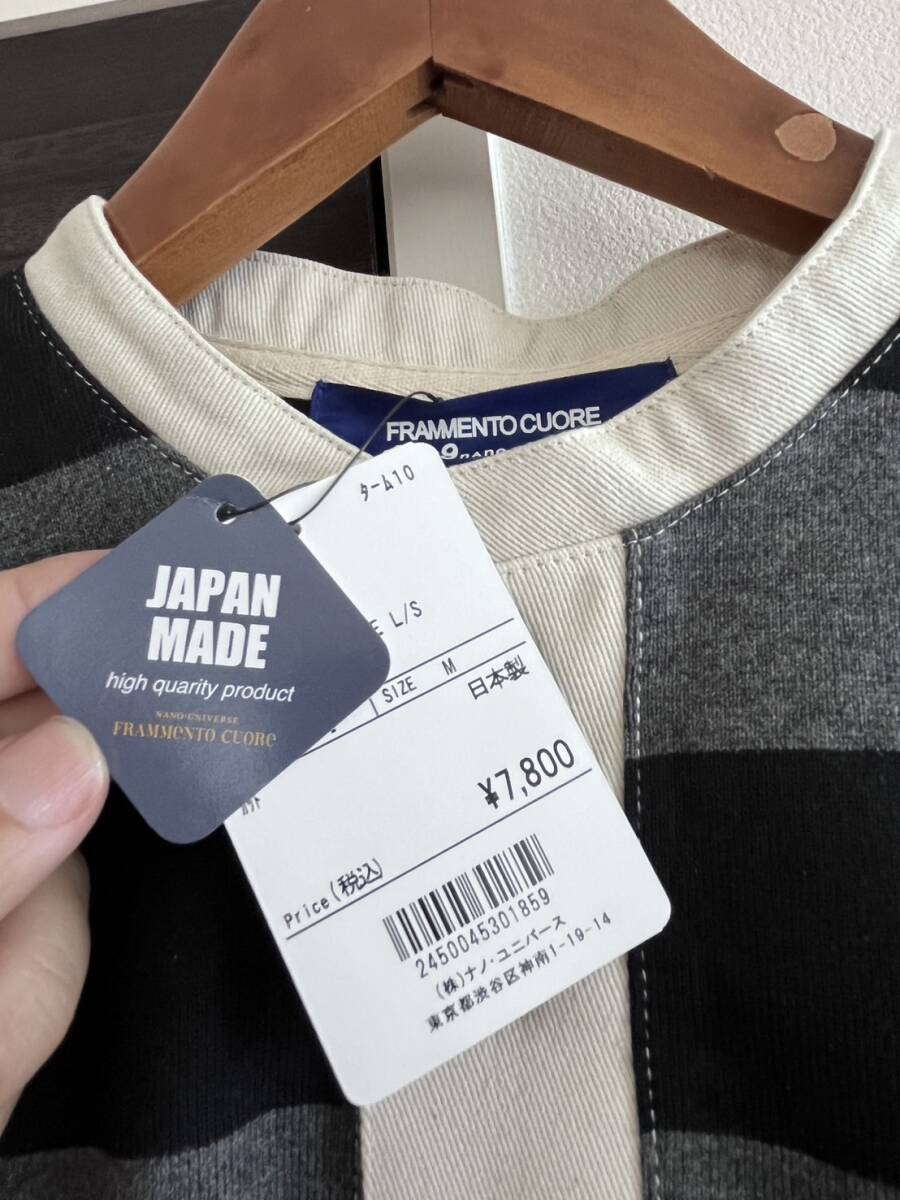 FRAMMENTO CUORE
9nano
ターム10
E L/S
SIZE M
日本製
¥7,800
Price(税込)
2450045301859
(株)ナノ・ユニバース
東京都渋谷区神南1-19-14
JAPAN
MADE
high quarity product
NANO·UNIVERSE
FRAMMENTO CUORE